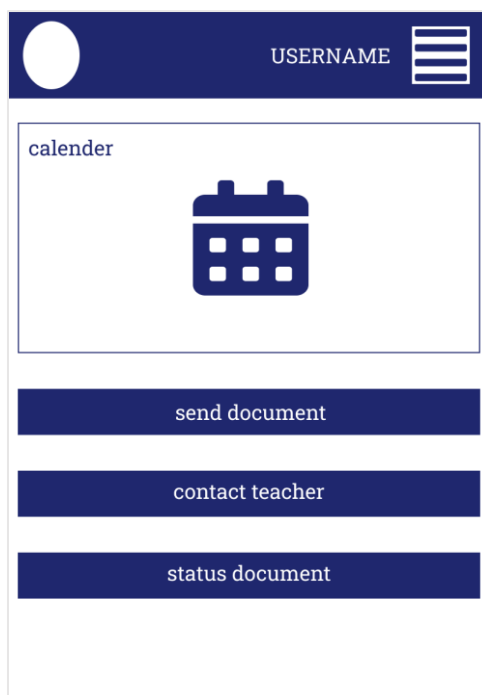 USERNAME
calender
send document
contact teacher
status document